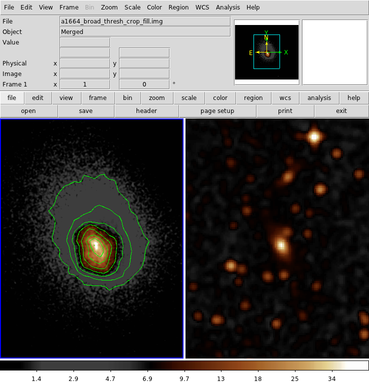 File Edit View Frame Bin Zoom Scale Color Region WCS Analysis Help
File a1664_broad_thresh_crop_fill.img
Object Merged
Value
Physical x y
Image x y
Frame 1 x 1 0 °
Y
E X
file edit view frame bin zoom scale color region wcs analysis help
open save header page setup print exit
1.4 2.9 4.7 6.9 9.7 13 18 25 34